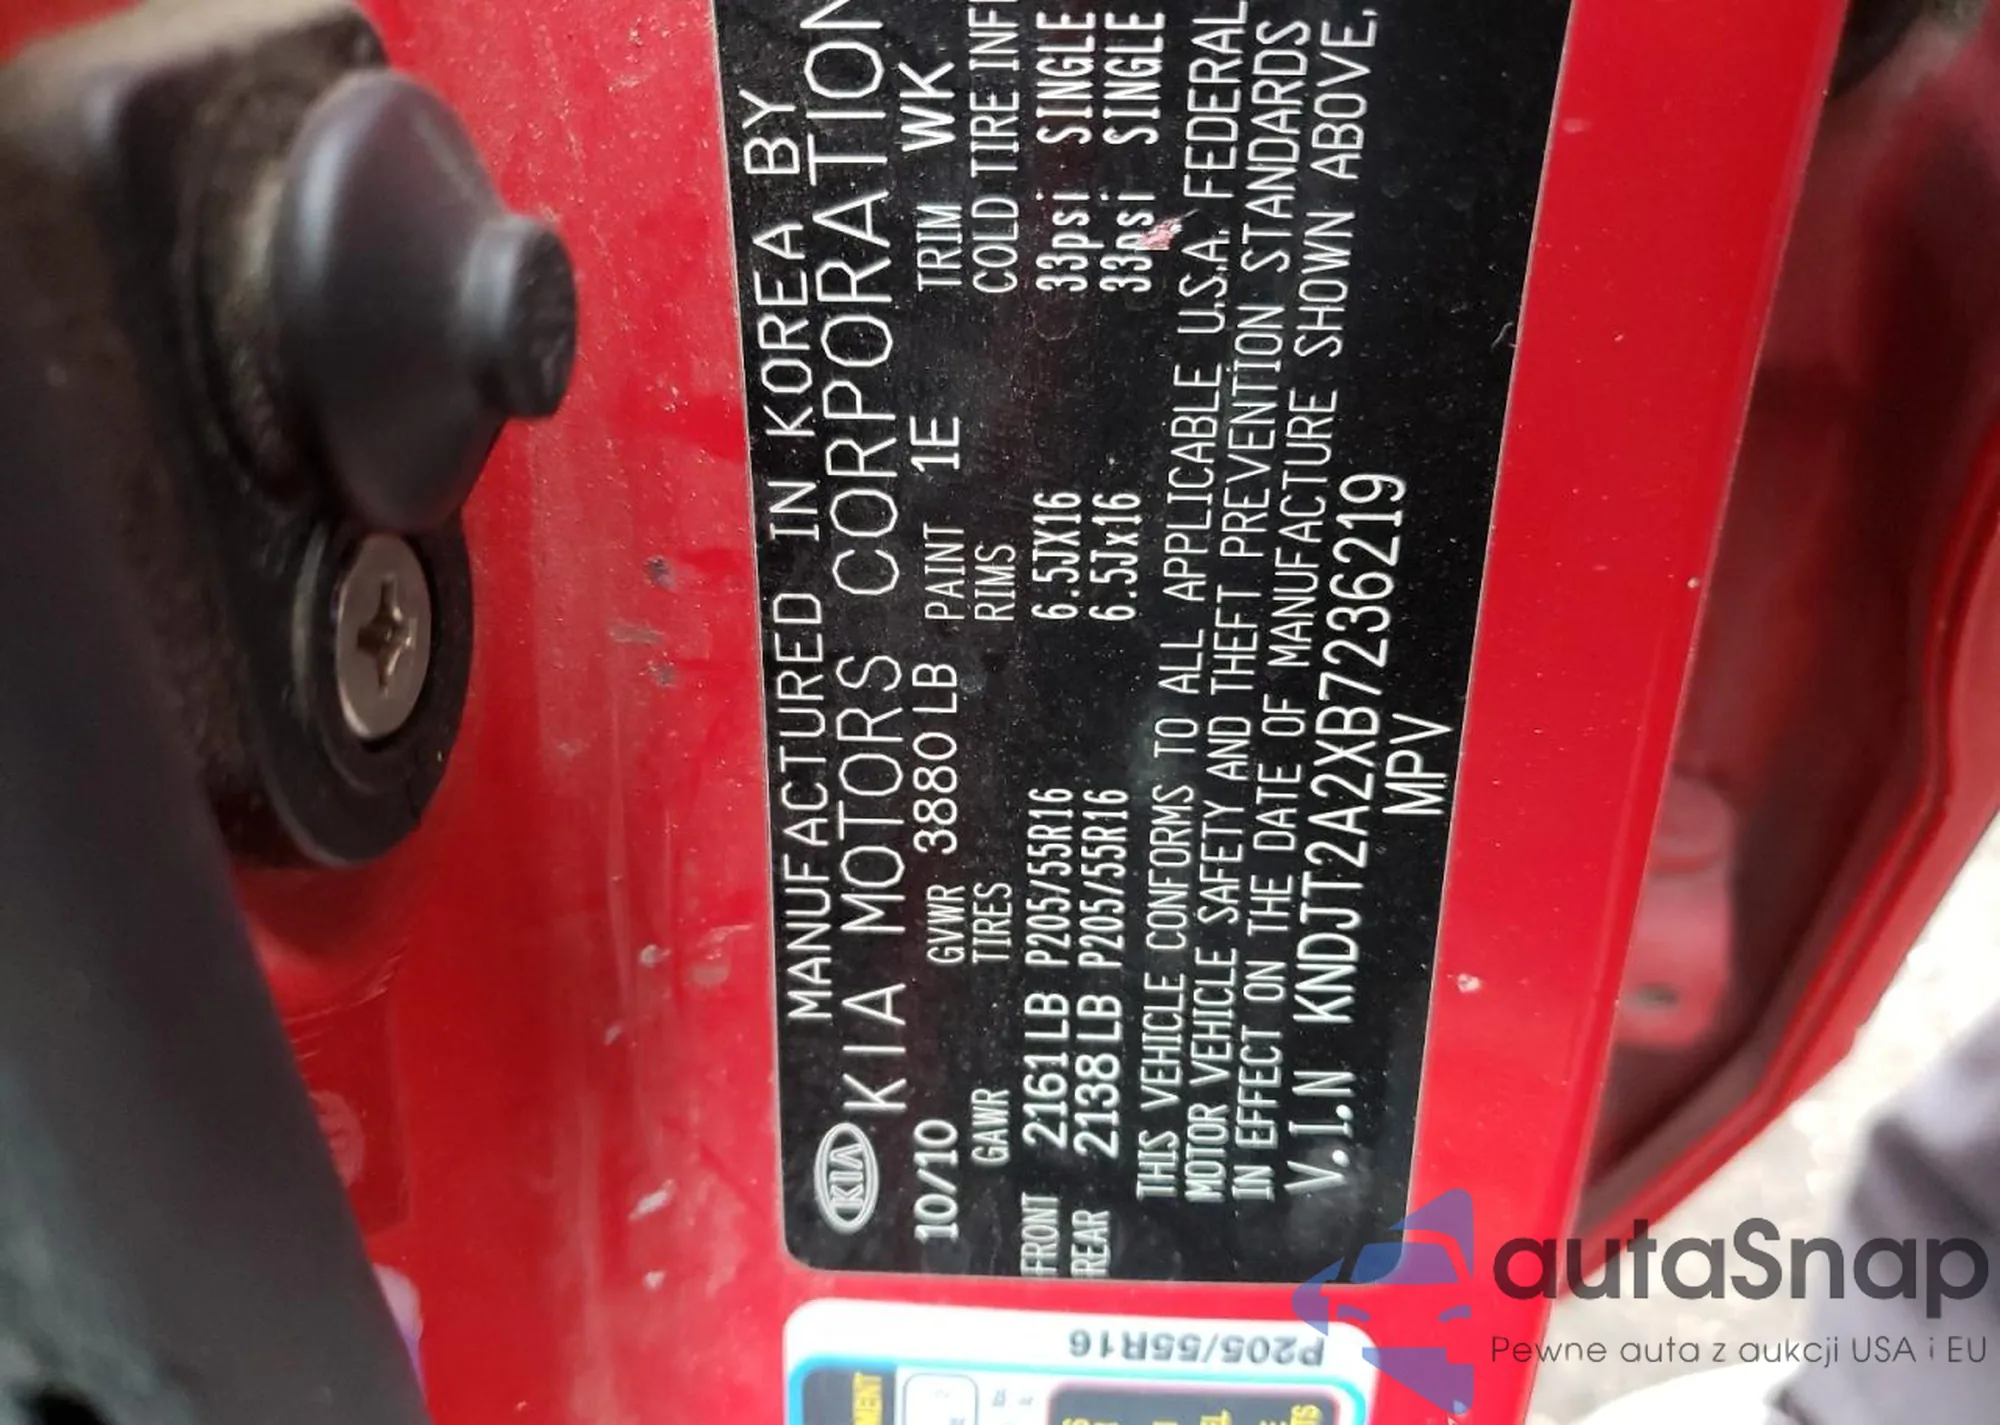 MANUFACTURED IN KOREA BY
KIA KIA MOTORS CORPORATION
10/10 GVWR 3880 LB PAINT 1E TRIM WK
GAWR TIRES RIMS COLD TIRE
FRONT 2161 LB P205/55R16 6.5JX16 33psi SINGLE
REAR 2138 LB P205/55R16 6.5Jx16 33psi SINGLE
THIS VEHICLE CONFORMS TO ALL APPLICABLE U.S.A. FEDERAL
MOTOR VEHICLE SAFETY AND THEFT PREVENTION STANDARDS
IN EFFECT ON THE DATE OF MANUFACTURE SHOWN ABOVE.
V.I.N KNDJT2A2XB7236219
MPV
P205/55R16
autaSnap
Pewne auta z aukcji USA i EU